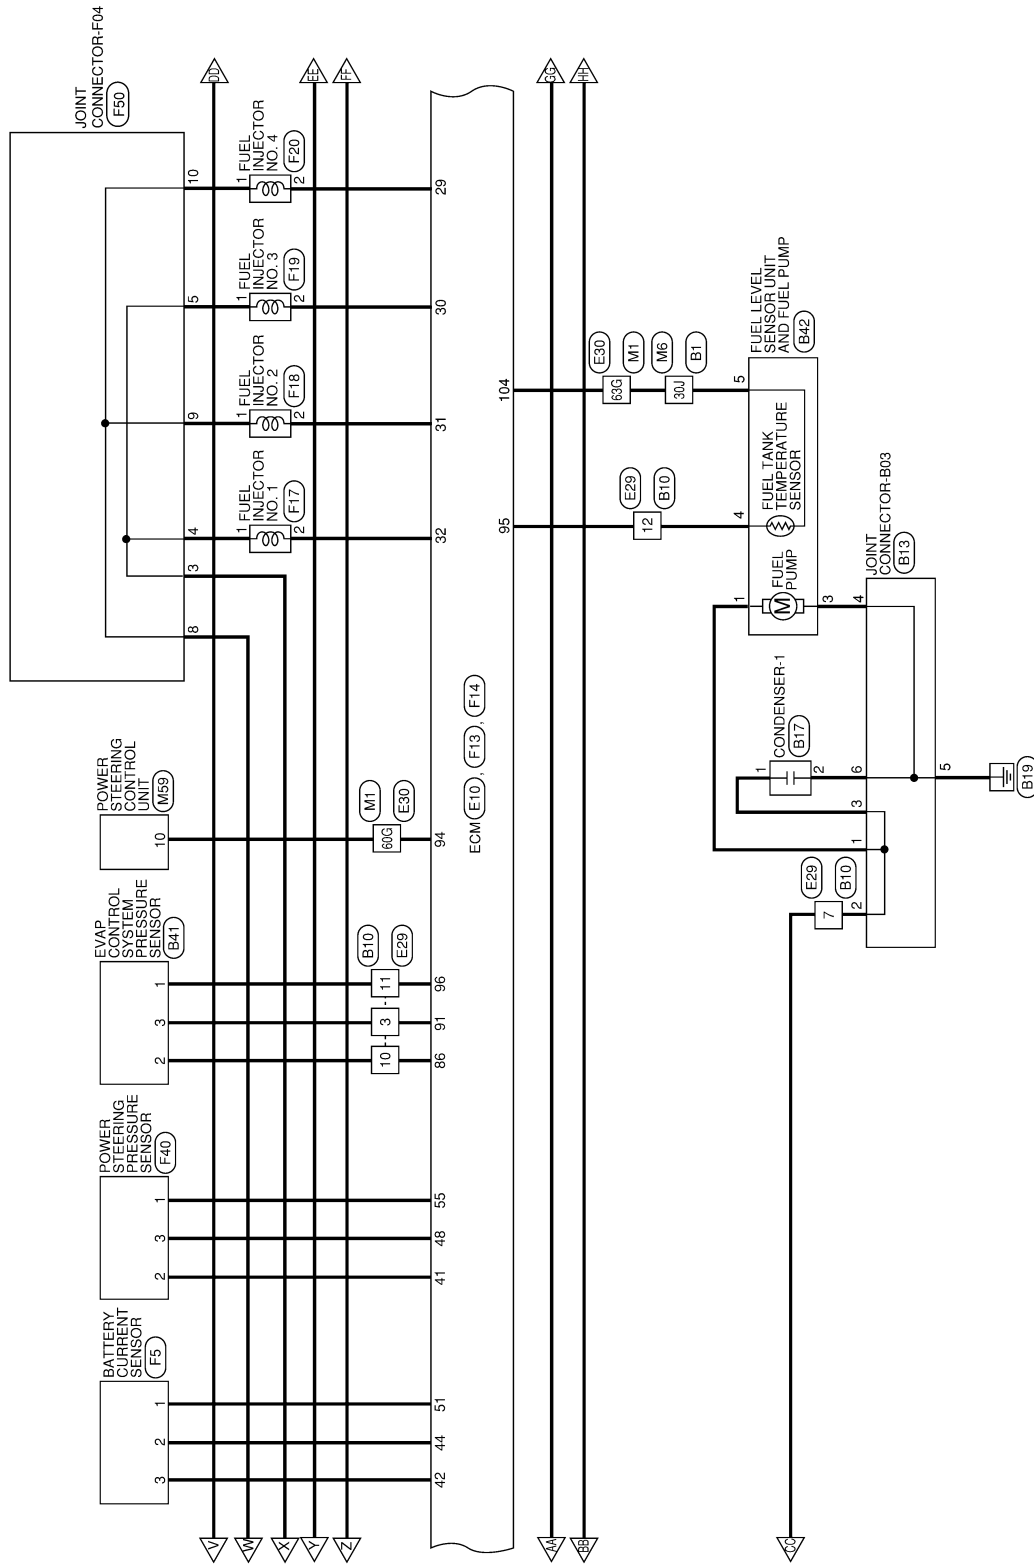 JOINT
CONNECTOR-F04
F50
10
5
9
4
3
8
DD
EE
FF
GG
HH
1
FUEL
INJECTOR
NO. 4
F20
2
29
1
FUEL
INJECTOR
NO. 3
F19
2
30
1
FUEL
INJECTOR
NO. 2
F18
2
31
1
FUEL
INJECTOR
NO. 1
F17
2
32
POWER
STEERING
CONTROL
UNIT
M59
10
M1
60G
E30
94
ECM E10 , F13 , F14
EVAP
CONTROL
SYSTEM
PRESSURE
SENSOR
B41
1
3
2
B10
E29
11
3
10
96
91
86
POWER
STEERING
PRESSURE
SENSOR
F40
1
3
2
55
48
41
BATTERY
CURRENT
SENSOR
F5
1
2
3
51
44
42
V
W
X
Y
Z
AA
BB
CC
104
E30
63G
M1
M6
30J
B1
95
E29
12
B10
FUEL LEVEL
SENSOR UNIT
AND FUEL PUMP
B42
5
4
FUEL TANK
TEMPERATURE
SENSOR
1
M
FUEL
PUMP
3
JOINT
CONNECTOR-B03
B13
4
CONDENSER-1
B17
1
2
6
3
1
2
5
B19
E29
7
B10